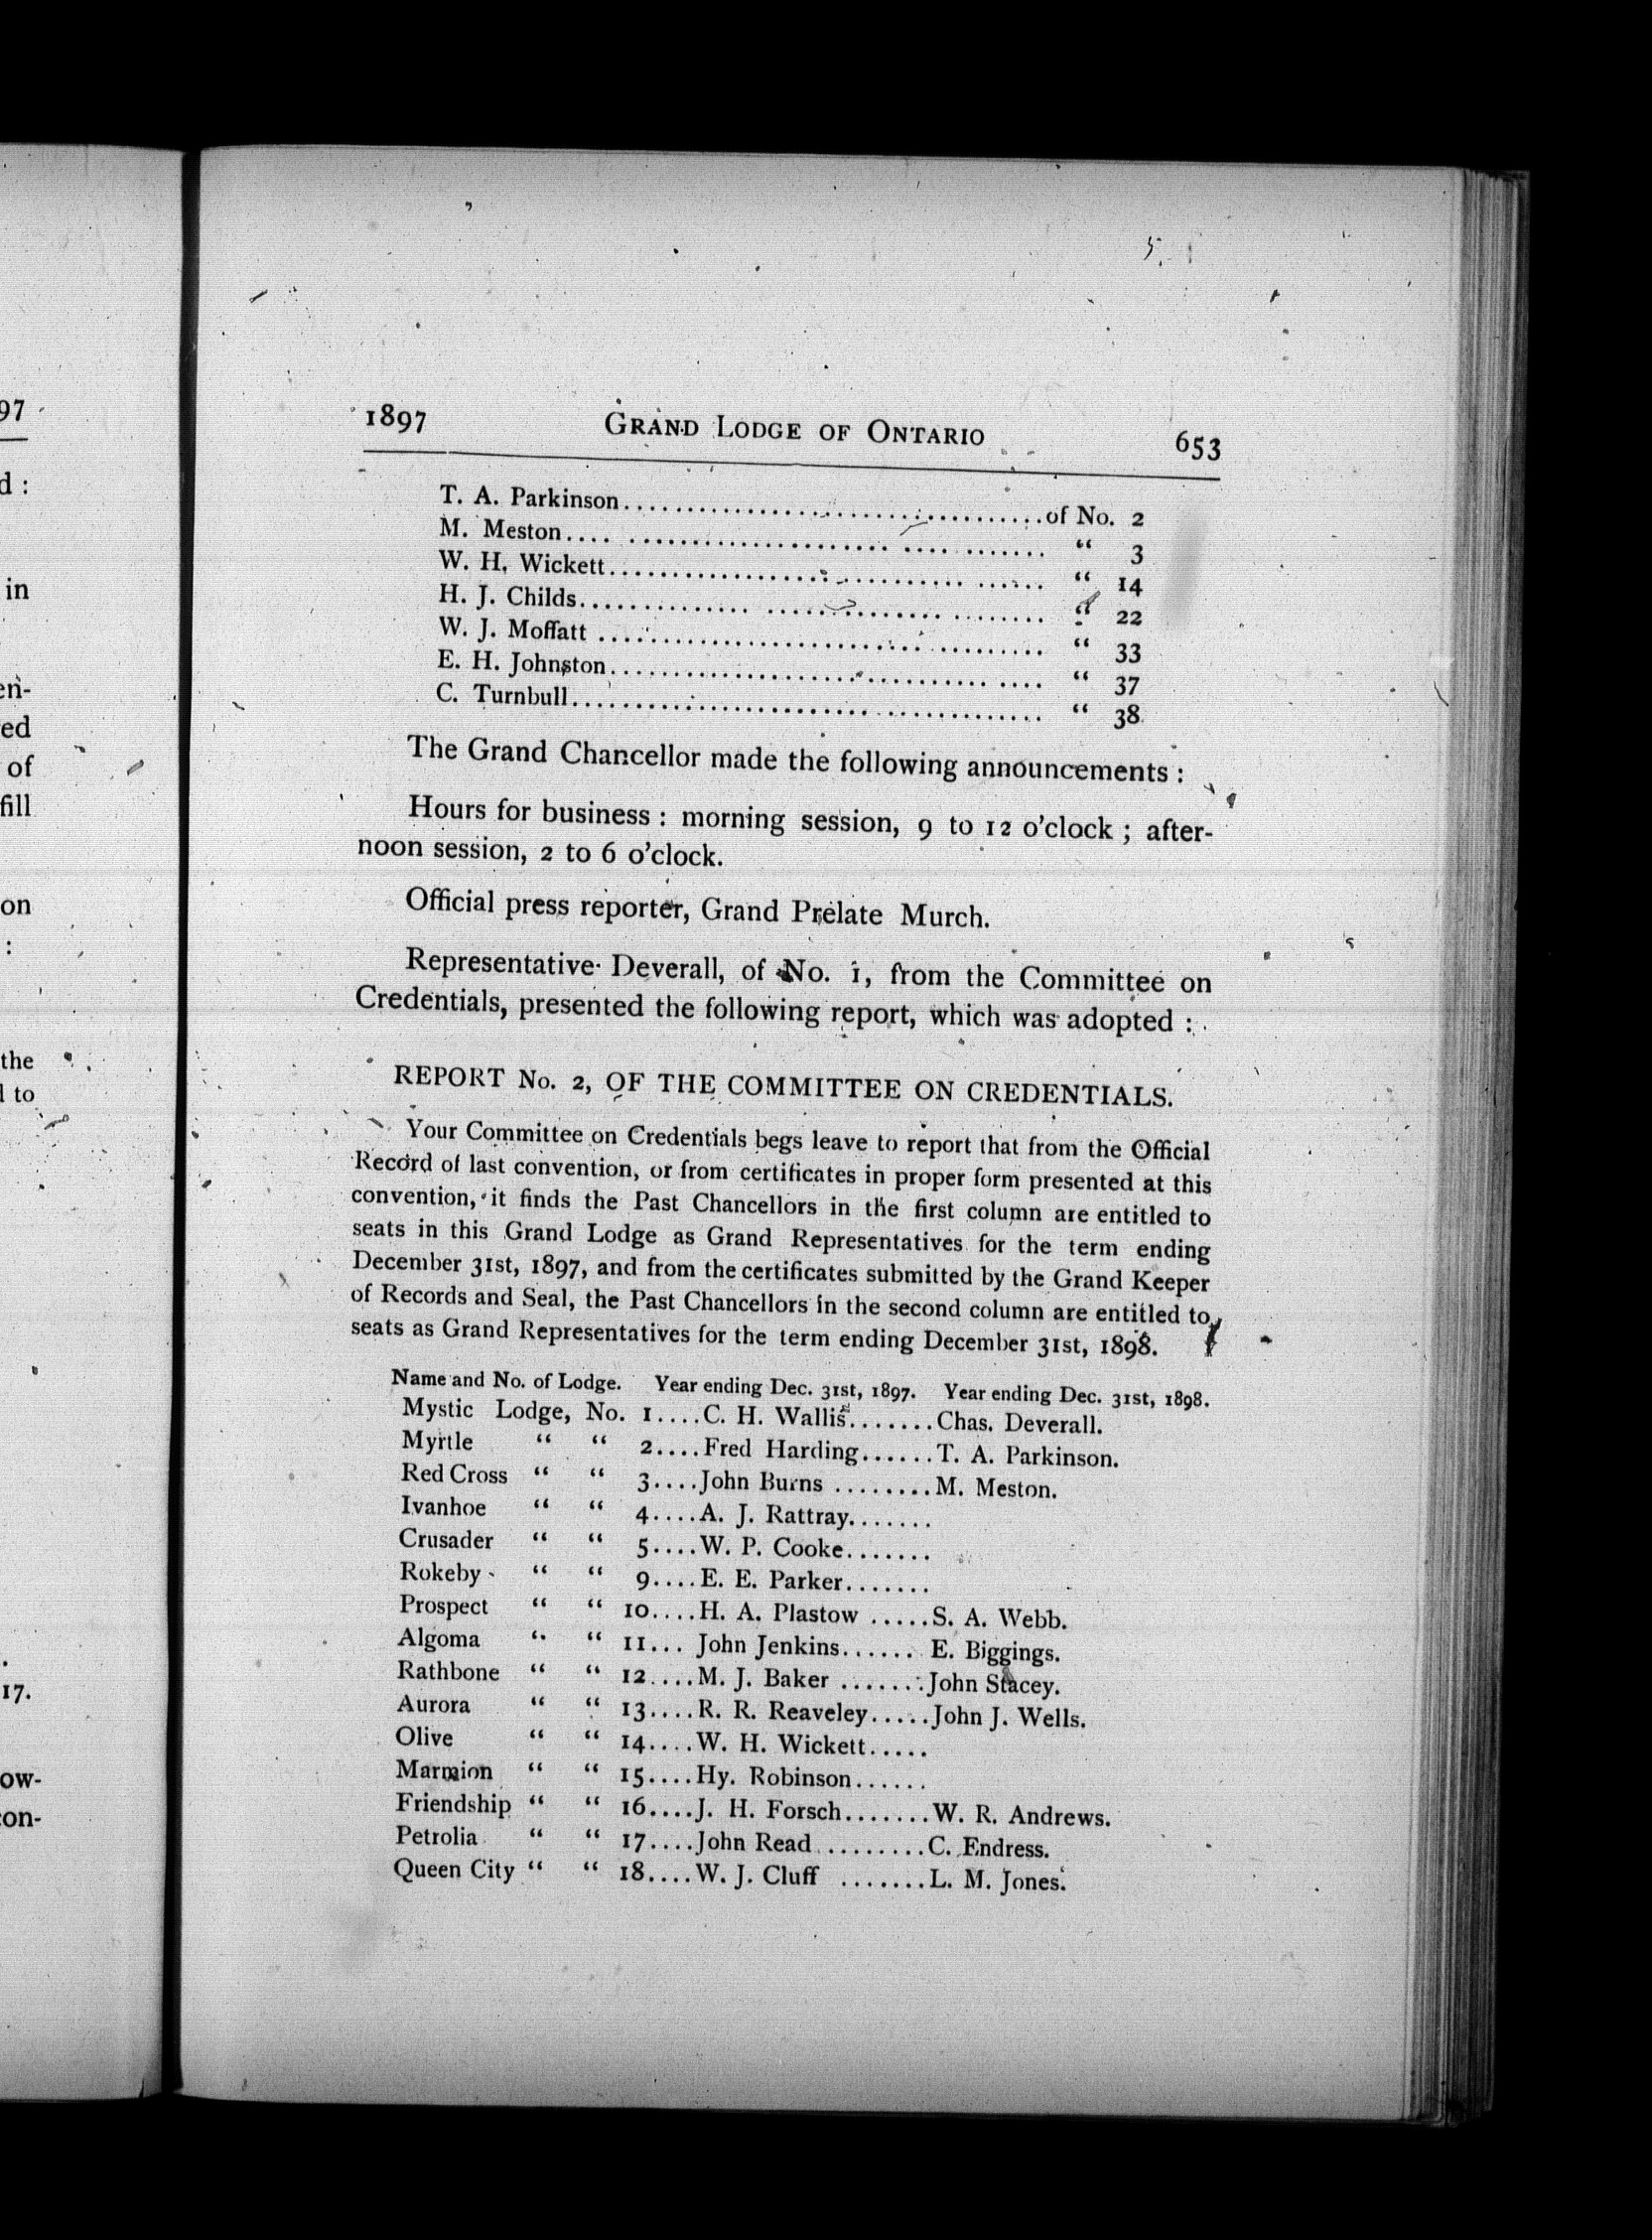 97
d :
in
en-
ed
of
fill
on
:
the
l to
.
17.
ow-
con-
1897 GRAND LODGE OF ONTARIO 653
T. A. Parkinson........................................of No. 2
M. Meston.... ........................ .... ........ “ 3
W. H. Wickett.................................. ...... “ 14
H. J. Childs................ ................. ......... “ 22
W. J. Moffatt ........................................... “ 33
E. H. Johnston.................................... .... “ 37
C. Turnbull............................................. “ 38
The Grand Chancellor made the following announcements :
Hours for business : morning session, 9 to 12 o’clock ; after-
noon session, 2 to 6 o’clock.
Official press reporter, Grand Prelate Murch.
Representative Deverall, of No. 1, from the Committee on
Credentials, presented the following report, which was adopted :
REPORT No. 2, OF THE COMMITTEE ON CREDENTIALS.
Your Committee on Credentials begs leave to report that from the Official
Record of last convention, or from certificates in proper form presented at this
convention, it finds the Past Chancellors in the first column are entitled to
seats in this Grand Lodge as Grand Representatives for the term ending
December 31st, 1897, and from the certificates submitted by the Grand Keeper
of Records and Seal, the Past Chancellors in the second column are entitled to
seats as Grand Representatives for the term ending December 31st, 1898.
Name and No. of Lodge. Year ending Dec. 31st, 1897. Year ending Dec. 31st, 1898.
Mystic Lodge, No. 1....C. H. Wallis.......Chas. Deverall.
Myrtle “ “ 2....Fred Harding......T. A. Parkinson.
Red Cross “ “ 3....John Burns ........M. Meston.
Ivanhoe “ “ 4....A. J. Rattray.......
Crusader “ “ 5....W. P. Cooke.......
Rokeby “ “ 9....E. E. Parker.......
Prospect “ “ 10....H. A. Plastow .....S. A. Webb.
Algoma “ “ 11... John Jenkins...... E. Biggings.
Rathbone “ “ 12....M. J. Baker .......John Stacey.
Aurora “ “ 13....R. R. Reaveley.....John J. Wells.
Olive “ “ 14....W. H. Wickett.....
Marmion “ “ 15....Hy. Robinson......
Friendship “ “ 16....J. H. Forsch.......W. R. Andrews.
Petrolia “ “ 17....John Read .........C. Endress.
Queen City “ “ 18....W. J. Cluff .......L. M. Jones.